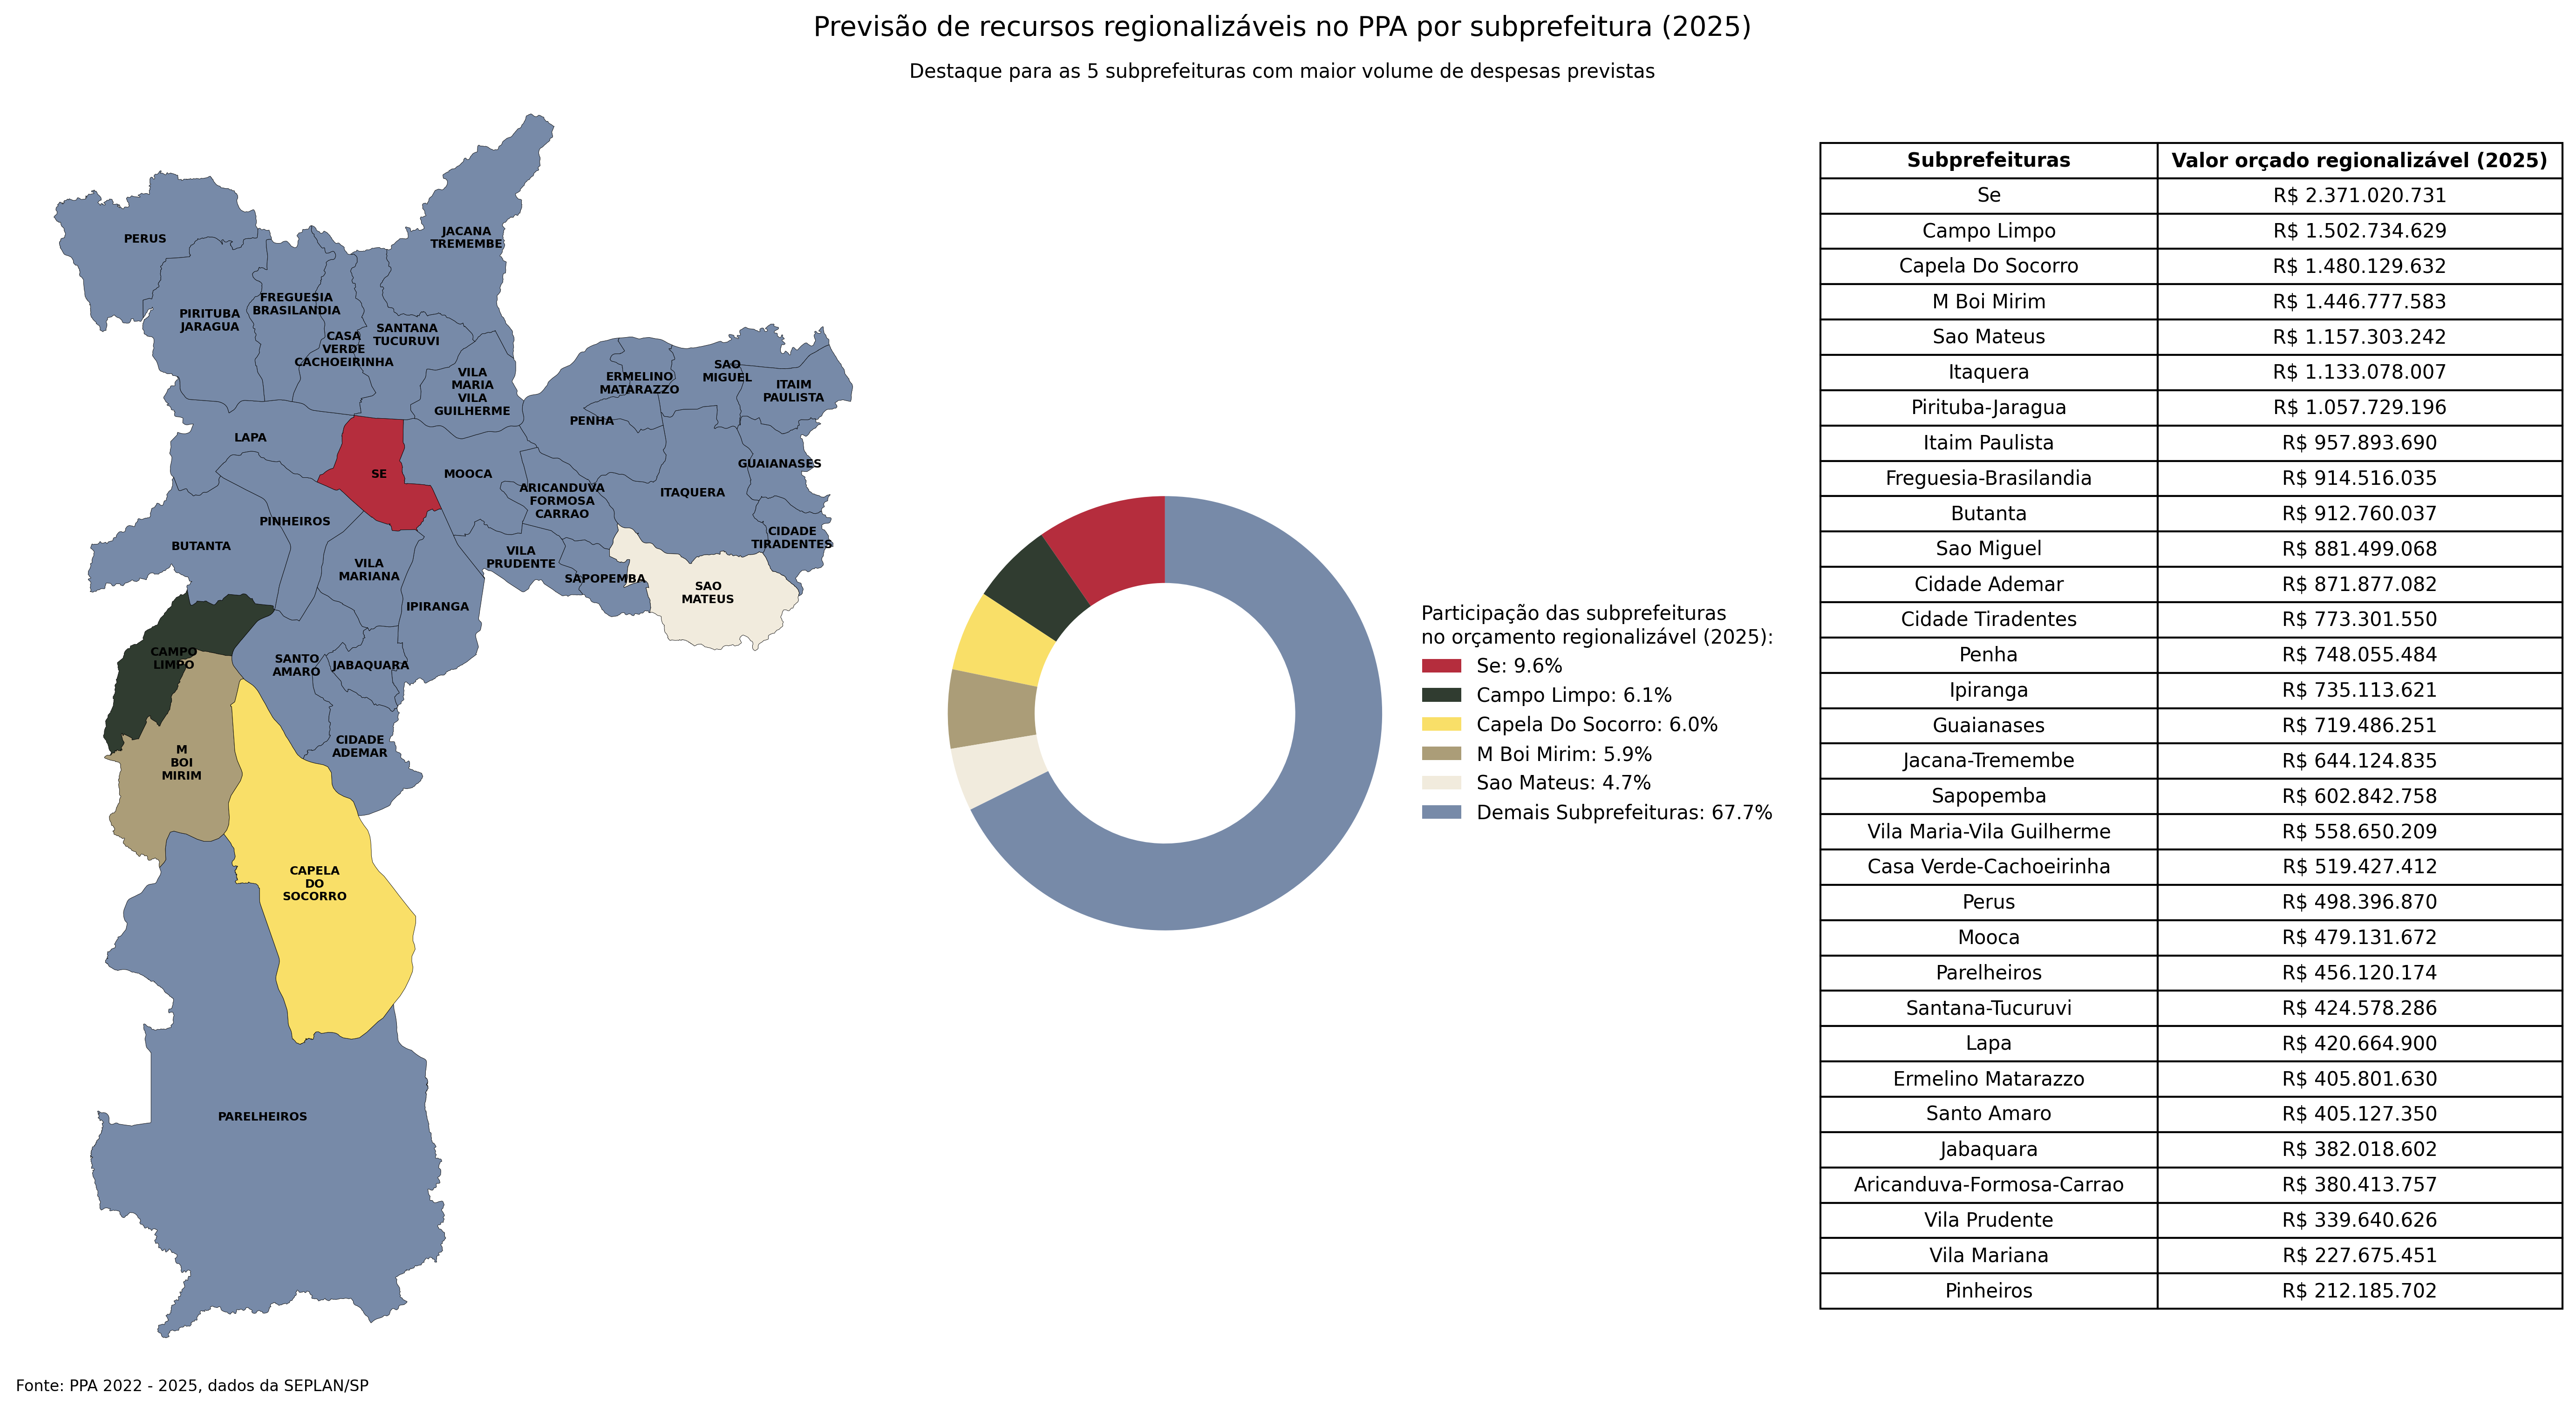 Previsão de recursos regionalizáveis no PPA por subprefeitura (2025)
Destaque para as 5 subprefeituras com maior volume de despesas previstas
PERUS
JACANA
TREMEMBE
PIRITUBA
JARAGUA
FREGUESIA
BRASILANDIA
CASA
VERDE
CACHOEIRINHA
SANTANA
TUCURUVI
VILA
MARIA
VILA
GUILHERME
ERMELINO
MATARAZZO
SAO
MIGUEL
ITAIM
PAULISTA
PENHA
LAPA
SE
MOOCA
GUAIANASES
ARICANDUVA
FORMOSA
CARRAO
ITAQUERA
PINHEIROS
BUTANTA
CIDADE
TIRADENTES
VILA
PRUDENTE
VILA
MARIANA
SAPOPEMBA
SAO
MATEUS
IPIRANGA
CAMPO
LIMPO
SANTO
AMARO
JABAQUARA
CIDADE
ADEMAR
M
BOI
MIRIM
CAPELA
DO
SOCORRO
PARELHEIROS
Participação das subprefeituras
no orçamento regionalizável (2025):
Se: 9.6%
Campo Limpo: 6.1%
Capela Do Socorro: 6.0%
M Boi Mirim: 5.9%
Sao Mateus: 4.7%
Demais Subprefeituras: 67.7%
Subprefeituras Valor orçado regionalizável (2025)
Se R$ 2.371.020.731
Campo Limpo R$ 1.502.734.629
Capela Do Socorro R$ 1.480.129.632
M Boi Mirim R$ 1.446.777.583
Sao Mateus R$ 1.157.303.242
Itaquera R$ 1.133.078.007
Pirituba-Jaragua R$ 1.057.729.196
Itaim Paulista R$ 957.893.690
Freguesia-Brasilandia R$ 914.516.035
Butanta R$ 912.760.037
Sao Miguel R$ 881.499.068
Cidade Ademar R$ 871.877.082
Cidade Tiradentes R$ 773.301.550
Penha R$ 748.055.484
Ipiranga R$ 735.113.621
Guaianases R$ 719.486.251
Jacana-Tremembe R$ 644.124.835
Sapopemba R$ 602.842.758
Vila Maria-Vila Guilherme R$ 558.650.209
Casa Verde-Cachoeirinha R$ 519.427.412
Perus R$ 498.396.870
Mooca R$ 479.131.672
Parelheiros R$ 456.120.174
Santana-Tucuruvi R$ 424.578.286
Lapa R$ 420.664.900
Ermelino Matarazzo R$ 405.801.630
Santo Amaro R$ 405.127.350
Jabaquara R$ 382.018.602
Aricanduva-Formosa-Carrao R$ 380.413.757
Vila Prudente R$ 339.640.626
Vila Mariana R$ 227.675.451
Pinheiros R$ 212.185.702
Fonte: PPA 2022 - 2025, dados da SEPLAN/SP